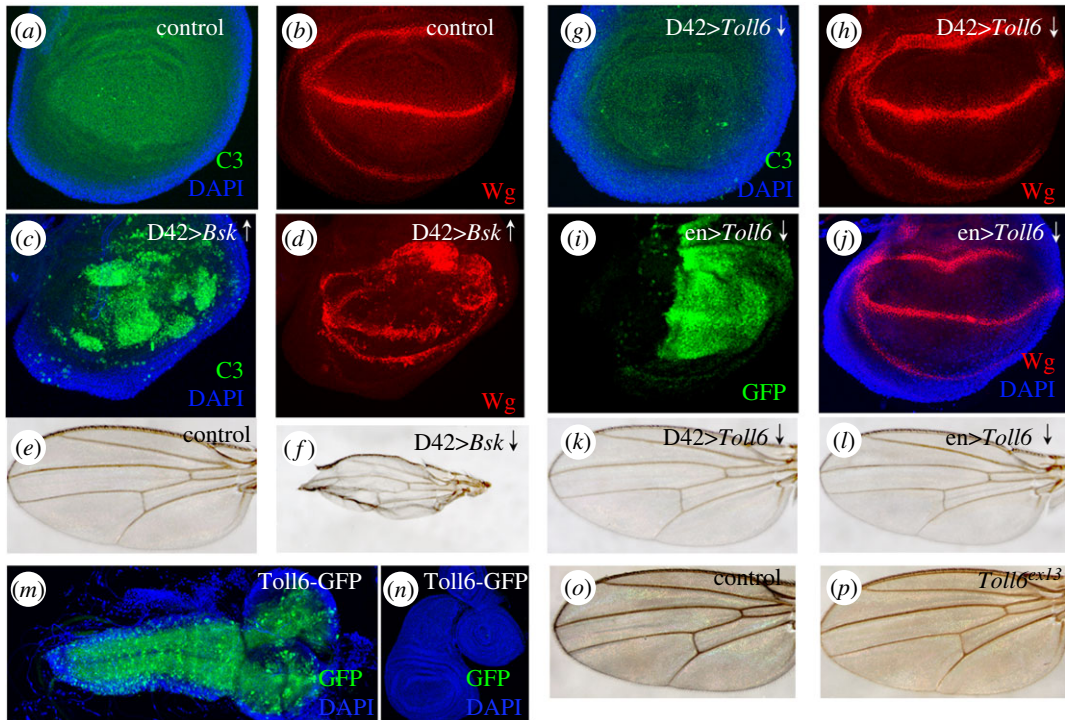 (a) control
C3
DAPI
(b) control
Wg
(g) D42>Toll6 ↓
C3
DAPI
(h) D42>Toll6 ↓
Wg
(c) D42>Bsk ↑
C3
DAPI
(d) D42>Bsk ↑
Wg
(i) en>Toll6 ↓
GFP
(j) en>Toll6 ↓
Wg
DAPI
(e) control
(f) D42>Bsk ↓
(k) D42>Toll6 ↓
(l) en>Toll6 ↓
(m) Toll6-GFP
GFP
DAPI
(n) Toll6-GFP
GFP
DAPI
(o) control
(p) Toll6ex13